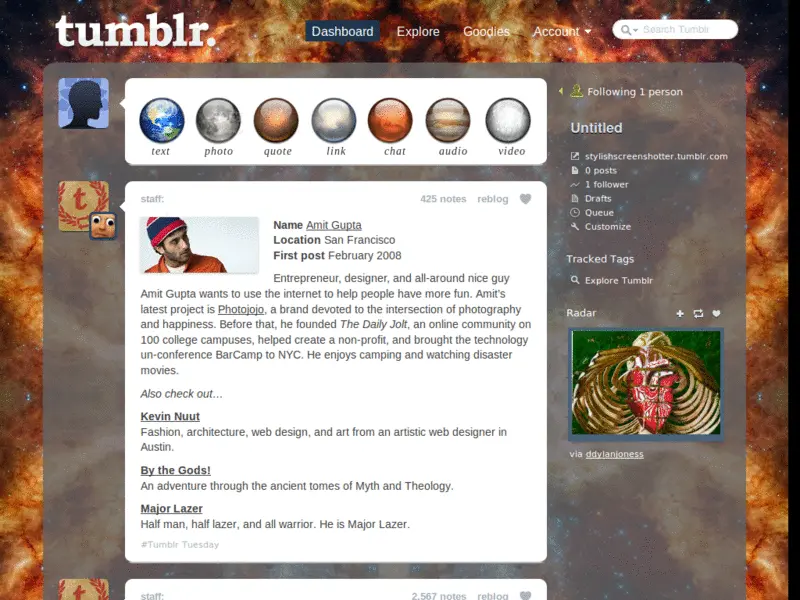 tumblr.
Dashboard
Explore
Goodies
Account
Search Tumblr
text
photo
quote
link
chat
audio
video
staff:
425 notes
reblog
Name Amit Gupta
Location San Francisco
First post February 2008
Entrepreneur, designer, and all-around nice guy
Amit Gupta wants to use the internet to help people have more fun. Amit's
latest project is Photojojo, a brand devoted to the intersection of photography
and happiness. Before that, he founded The Daily Jolt, an online community on
100 college campuses, helped create a non-profit, and brought the technology
un-conference BarCamp to NYC. He enjoys camping and watching disaster
movies.
Also check out…
Kevin Nuut
Fashion, architecture, web design, and art from an artistic web designer in
Austin.
By the Gods!
An adventure through the ancient tomes of Myth and Theology.
Major Lazer
Half man, half lazer, and all warrior. He is Major Lazer.
#Tumblr Tuesday
staff:
2,567 notes
reblog
Following 1 person
Untitled
stylishscreenshotter.tumblr.com
0 posts
1 follower
Drafts
Queue
Customize
Tracked Tags
Explore Tumblr
Radar
via ddylanjoness